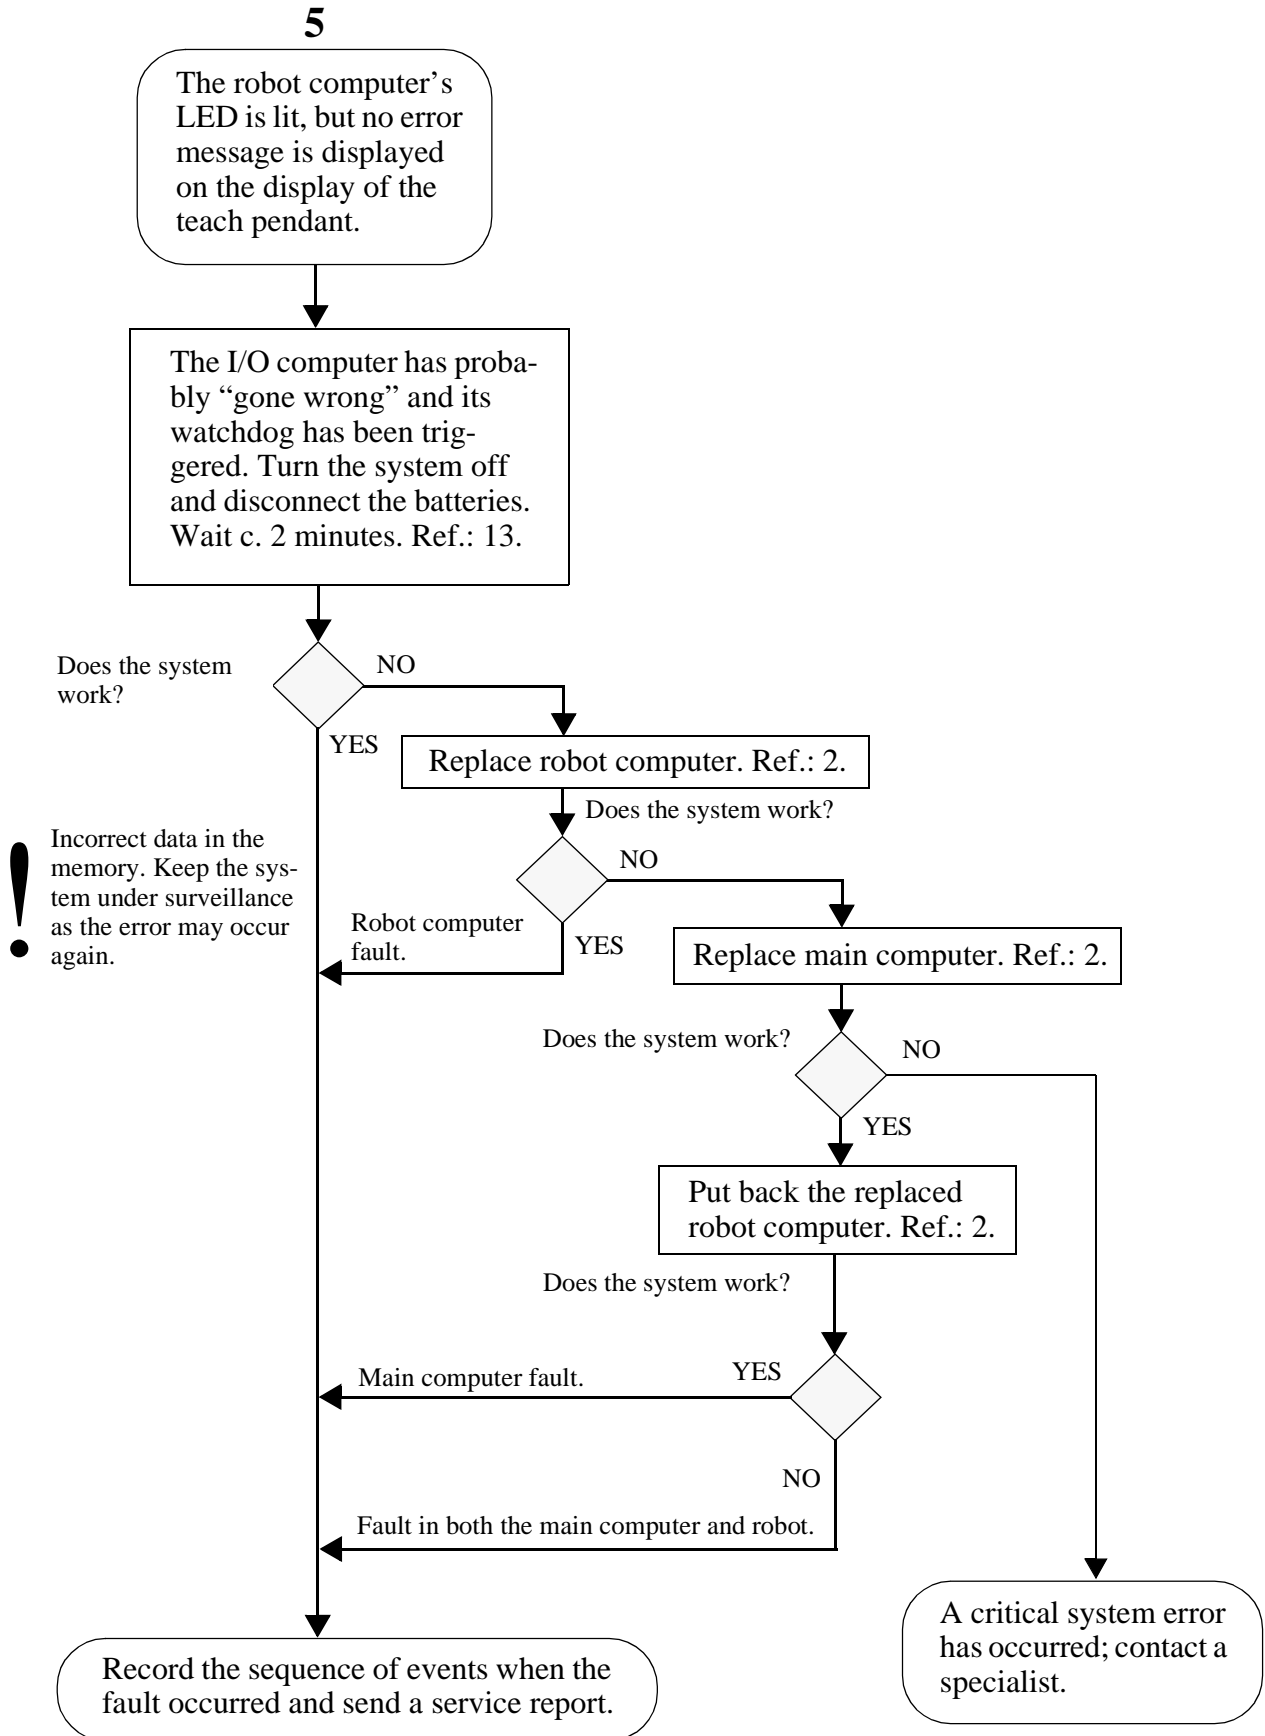 5
The robot computer’s
LED is lit, but no error
message is displayed
on the display of the
teach pendant.
The I/O computer has proba-
bly “gone wrong” and its
watchdog has been trig-
gered. Turn the system off
and disconnect the batteries.
Wait c. 2 minutes. Ref.: 13.
Does the system
work?
NO
YES
Replace robot computer. Ref.: 2.
Does the system work?
!
Incorrect data in the
memory. Keep the sys-
tem under surveillance
as the error may occur
again.
NO
Robot computer
fault.
YES
Replace main computer. Ref.: 2.
Does the system work?
NO
YES
Put back the replaced
robot computer. Ref.: 2.
Does the system work?
Main computer fault.
YES
NO
Fault in both the main computer and robot.
A critical system error
has occurred; contact a
specialist.
Record the sequence of events when the
fault occurred and send a service report.